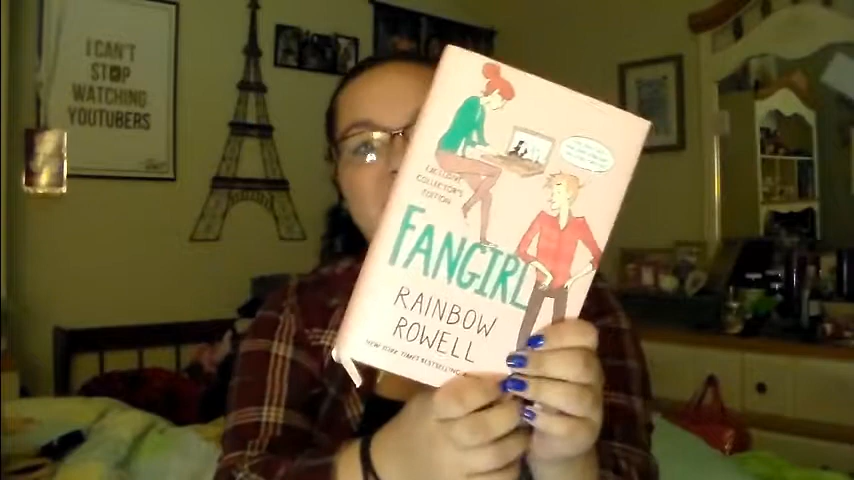 I CAN'T
STOP
WATCHING
YOUTUBERS
EXCLUSIVE
COLLECTOR'S
EDITION
FANGIRL
RAINBOW
ROWELL
NEW YORK TIMES BESTSELLING